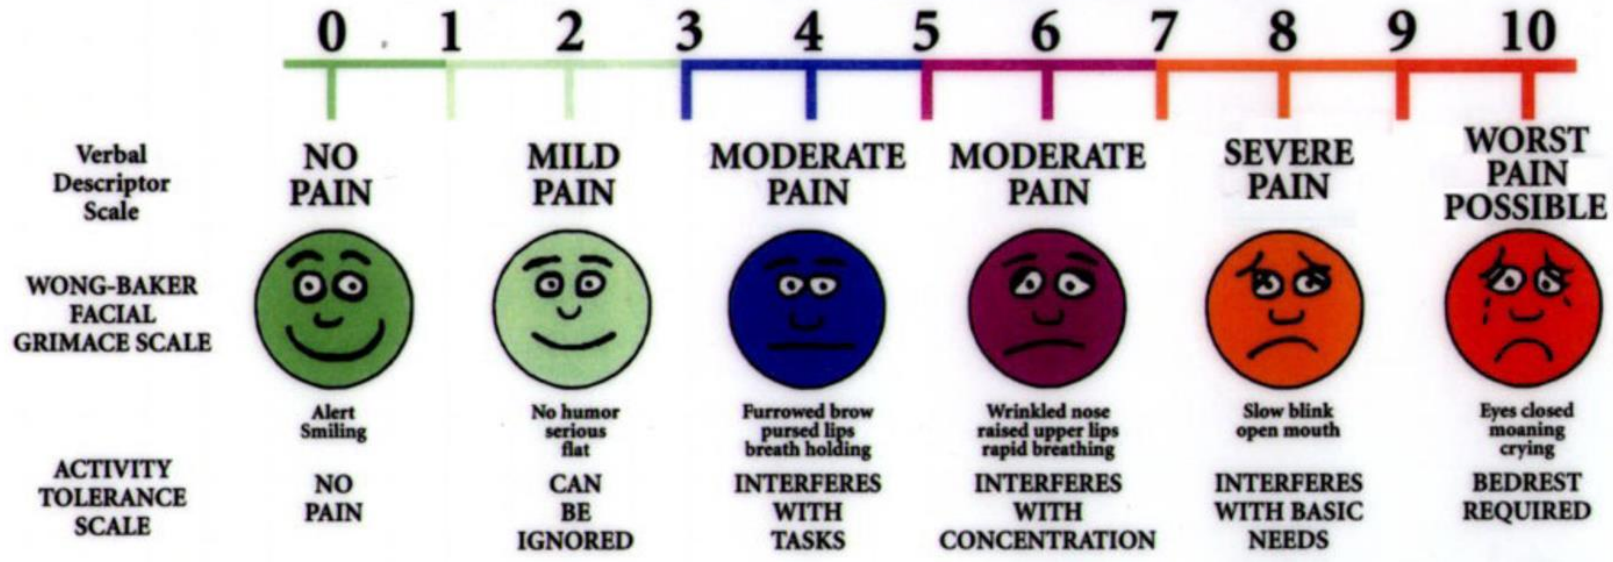 0 1 2 3 4 5 6 7 8 9 10
Verbal
Descriptor
Scale
NO
PAIN
MILD
PAIN
MODERATE
PAIN
MODERATE
PAIN
SEVERE
PAIN
WORST
PAIN
POSSIBLE
WONG-BAKER
FACIAL
GRIMACE SCALE
Alert
Smiling
No humor
serious
flat
Furrowed brow
pursed lips
breath holding
Wrinkled nose
raised upper lips
rapid breathing
Slow blink
open mouth
Eyes closed
moaning
crying
ACTIVITY
TOLERANCE
SCALE
NO
PAIN
CAN
BE
IGNORED
INTERFERES
WITH
TASKS
INTERFERES
WITH
CONCENTRATION
INTERFERES
WITH BASIC
NEEDS
BEDREST
REQUIRED